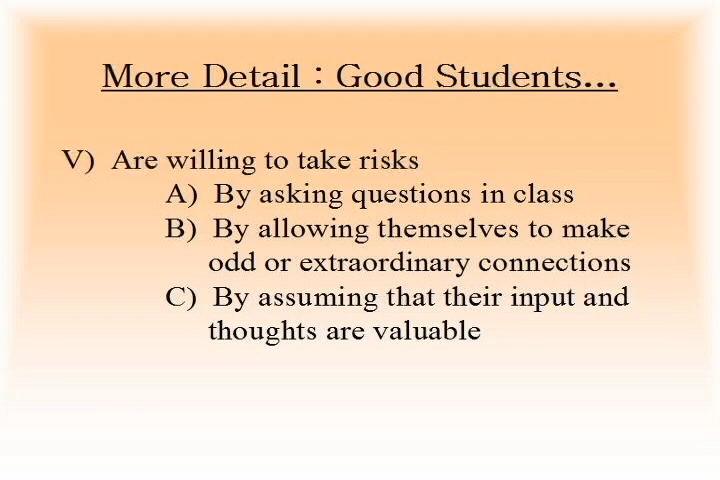 More Detail : Good Students...
V) Are willing to take risks
A) By asking questions in class
B) By allowing themselves to make
odd or extraordinary connections
C) By assuming that their input and
thoughts are valuable